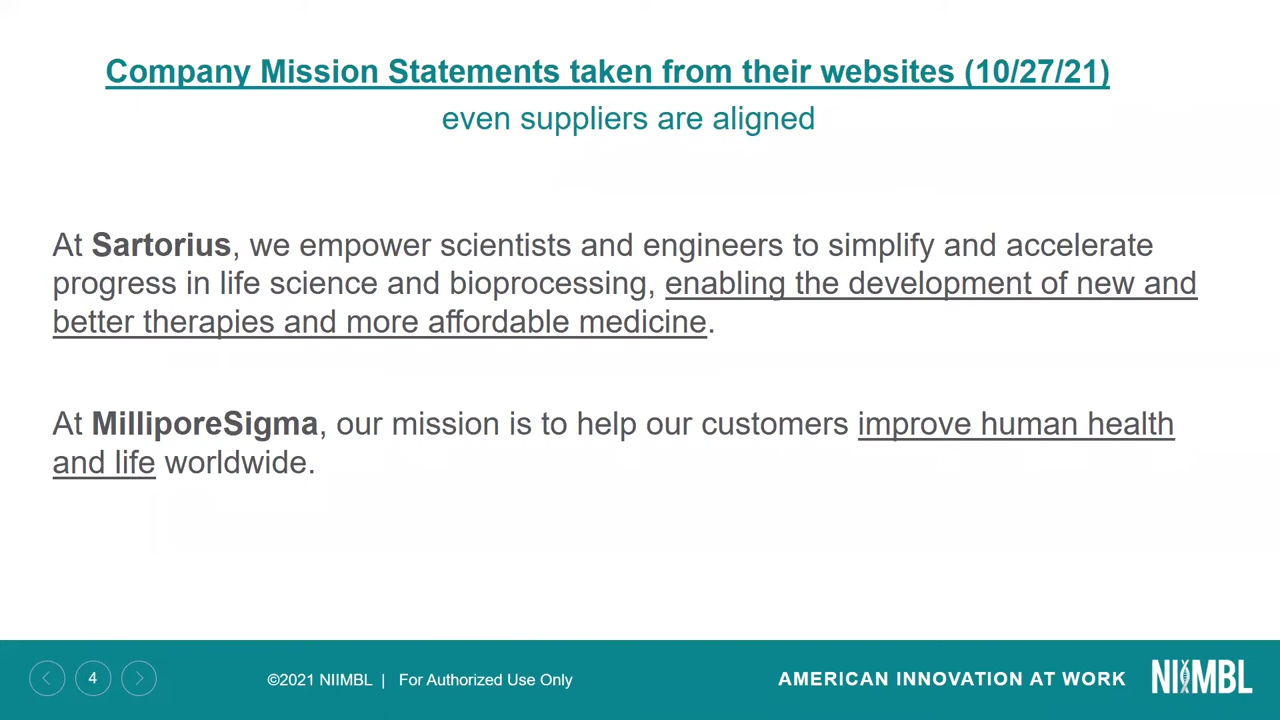 Company Mission Statements taken from their websites (10/27/21)
even suppliers are aligned
At Sartorius, we empower scientists and engineers to simplify and accelerate
progress in life science and bioprocessing, enabling the development of new and
better therapies and more affordable medicine.
At MilliporeSigma, our mission is to help our customers improve human health
and life worldwide.
4
©2021 NIIMBL | For Authorized Use Only
AMERICAN INNOVATION AT WORK
NIIMBL